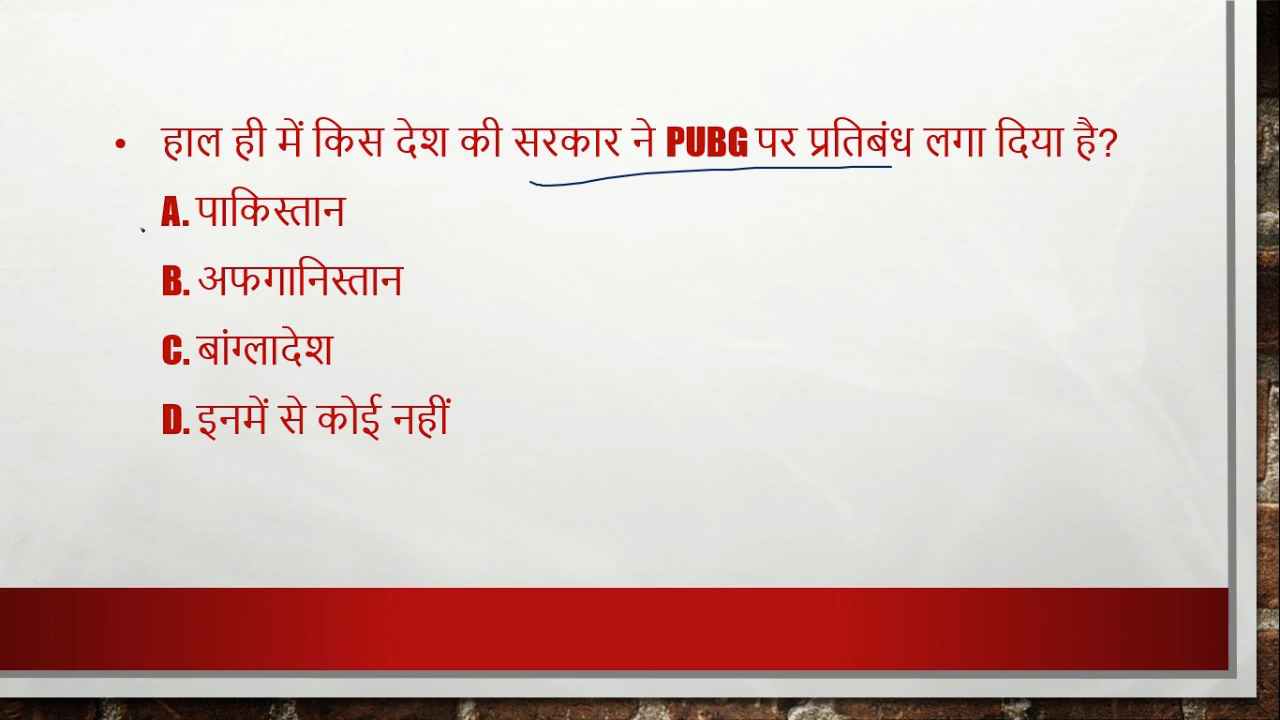 • हाल ही में किस देश की सरकार ने PUBG पर प्रतिबंध लगा दिया है?
A. पाकिस्तान
B. अफगानिस्तान
C. बांग्लादेश
D. इनमें से कोई नहीं